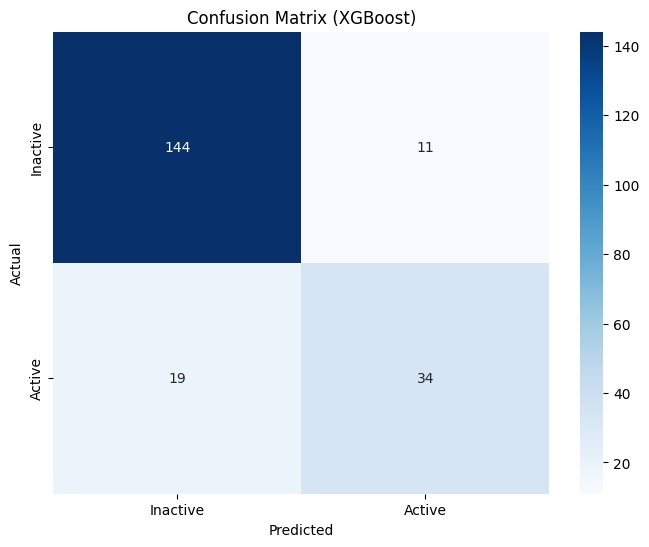 Confusion Matrix (XGBoost)
Actual
Inactive
Active
144
11
19
34
Inactive
Active
Predicted
140
120
100
80
60
40
20